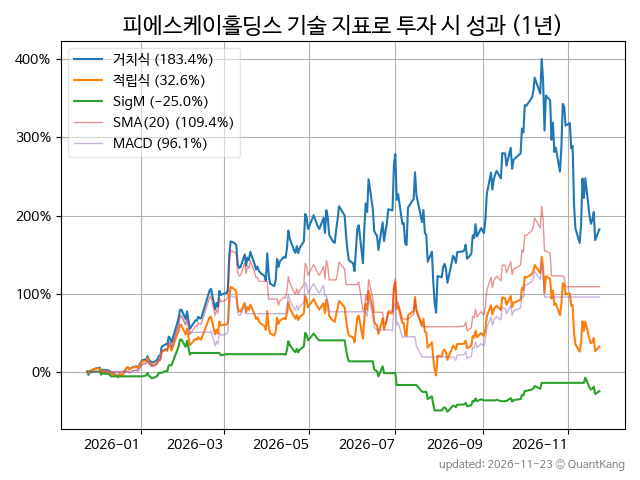 피에스케이홀딩스 기술 지표로 투자 시 성과 (1년)
400%
300%
200%
100%
0%
거치식 (183.4%)
적립식 (32.6%)
SigM (-25.0%)
SMA(20) (109.4%)
MACD (96.1%)
2026-01
2026-03
2026-05
2026-07
2026-09
2026-11
updated: 2026-11-23 © QuantKang